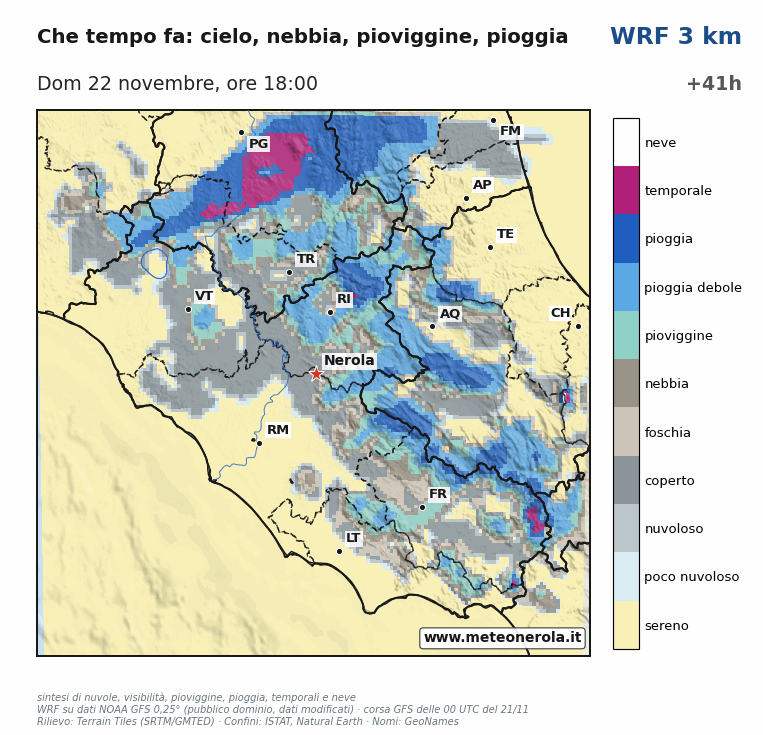 Che tempo fa: cielo, nebbia, pioviggine, pioggia
WRF 3 km
Dom 22 novembre, ore 18:00
+41h
PG
FM
AP
TE
TR
VT
RI
AQ
CH
Nerola
RM
FR
LT
www.meteonerola.it
neve
temporale
pioggia
pioggia debole
pioviggine
nebbia
foschia
coperto
nuvoloso
poco nuvoloso
sereno
sintesi di nuvole, visibilità, pioviggine, pioggia, temporali e neve
WRF su dati NOAA GFS 0,25° (pubblico dominio, dati modificati) · corsa GFS delle 00 UTC del 21/11
Rilievo: Terrain Tiles (SRTM/GMTED) · Confini: ISTAT, Natural Earth · Nomi: GeoNames